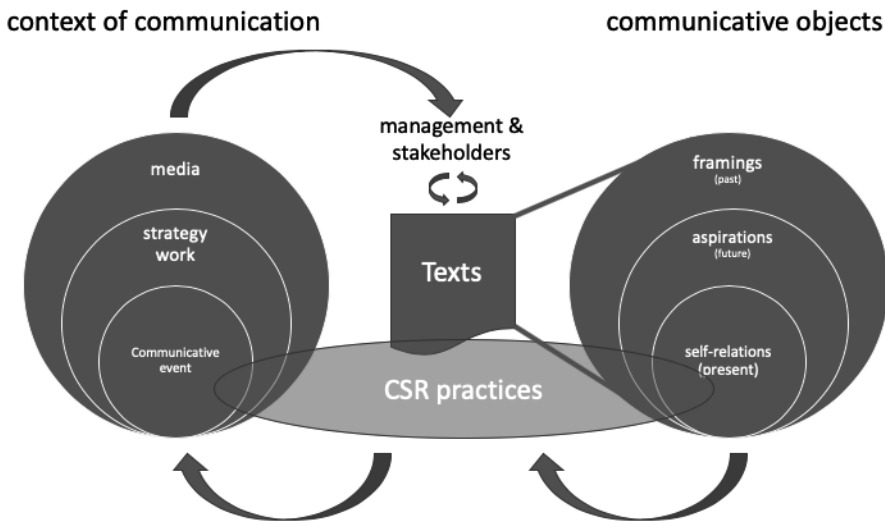 context of communication
communicative objects
management &
stakeholders
media
strategy
work
Communicative
event
Texts
CSR practices
framings
(past)
aspirations
(future)
self-relations
(present)